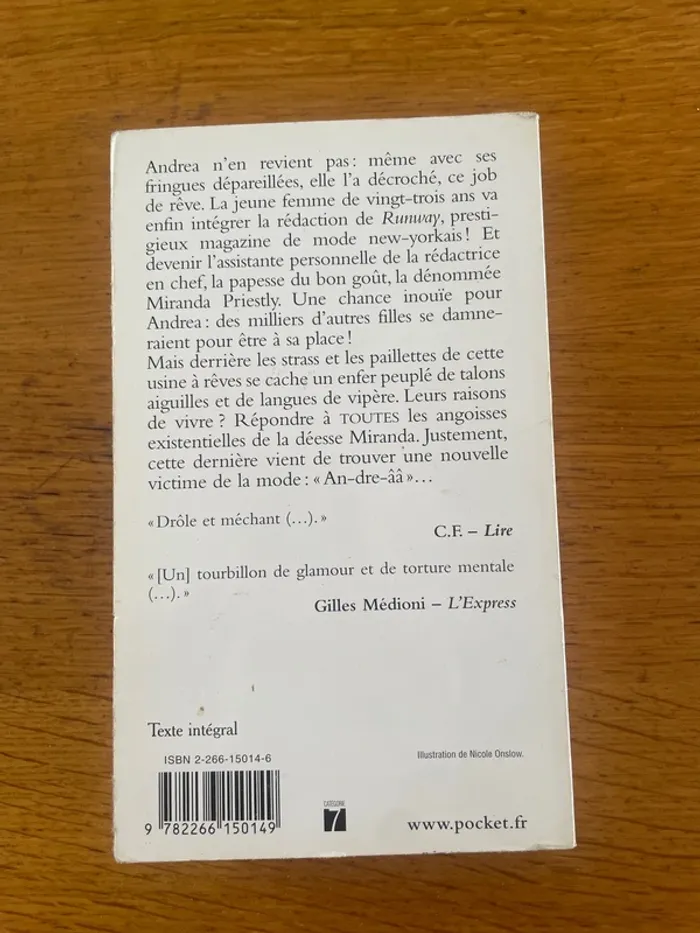 Andrea n'en revient pas : même avec ses
fringues dépareillées, elle l'a décroché, ce job
de rêve. La jeune femme de vingt-trois ans va
enfin intégrer la rédaction de Runway, presti-
gieux magazine de mode new-yorkais ! Et
devenir l'assistante personnelle de la rédactrice
en chef, la papesse du bon goût, la dénommée
Miranda Priestly. Une chance inouïe pour
Andrea : des milliers d'autres filles se damne-
raient pour être à sa place !
Mais derrière les strass et les paillettes de cette
usine à rêves se cache un enfer peuplé de talons
aiguilles et de langues de vipère. Leurs raisons
de vivre ? Répondre à TOUTES les angoisses
existentielles de la déesse Miranda. Justement,
cette dernière vient de trouver une nouvelle
victime de la mode : « An-dre-ââ »...
« Drôle et méchant (...). »
C.F. – Lire
« [Un] tourbillon de glamour et de torture mentale
(...). »
Gilles Médioni – L'Express
Texte intégral
ISBN 2-266-15014-6
Illustration de Nicole Onslow.
9 782266 150149
CATÉGORIE
7
www.pocket.fr